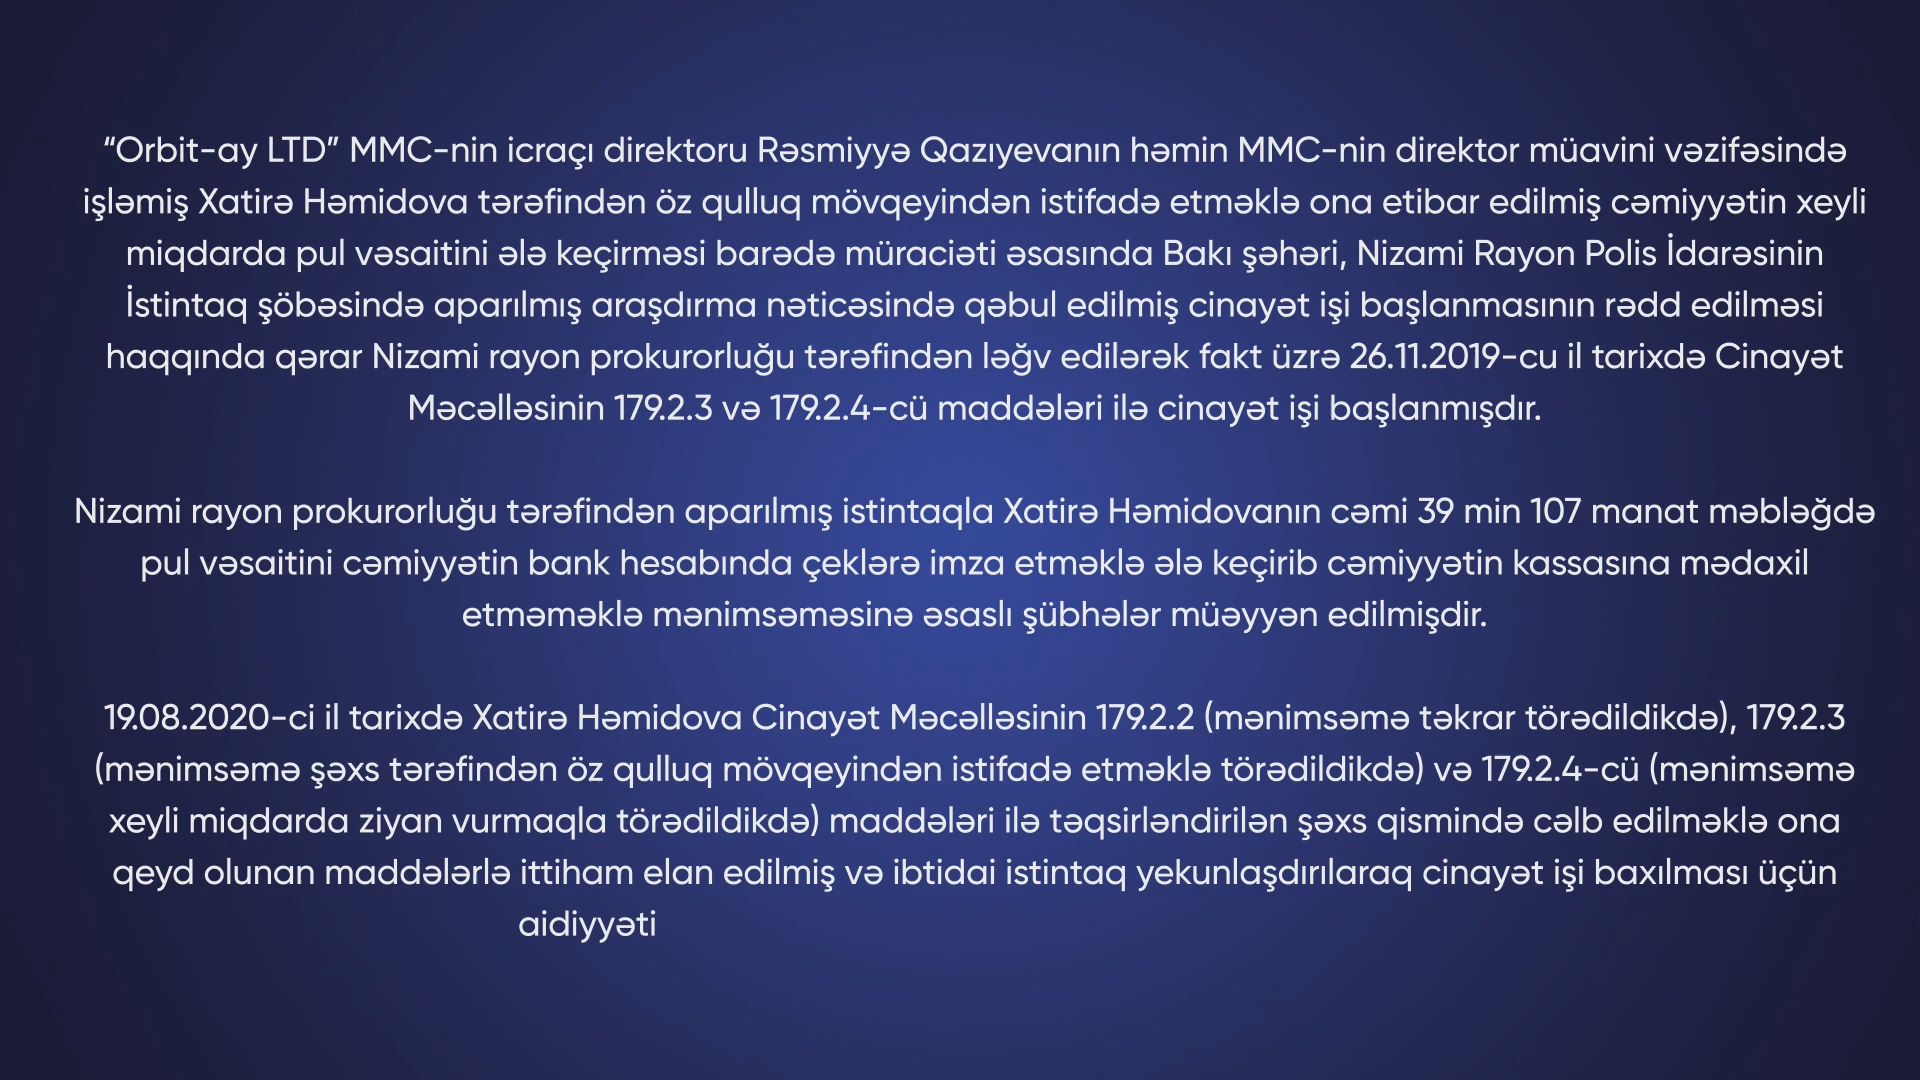 “Orbit-ay LTD” MMC-nin icraçı direktoru Rəsmiyyə Qazıyevanın həmin MMC-nin direktor müavini vəzifəsində
işləmiş Xatirə Həmidova tərəfindən öz qulluq mövqeyindən istifadə etməklə ona etibar edilmiş cəmiyyətin xeyli
miqdarda pul vəsaitini ələ keçirməsi barədə müraciəti əsasında Bakı şəhəri, Nizami Rayon Polis İdarəsinin
İstintaq şöbəsində aparılmış araşdırma nəticəsində qəbul edilmiş cinayət işi başlanmasının rədd edilməsi
haqqında qərar Nizami rayon prokurorluğu tərəfindən ləğv edilərək fakt üzrə 26.11.2019-cu il tarixdə Cinayət
Məcəlləsinin 179.2.3 və 179.2.4-cü maddələri ilə cinayət işi başlanmışdır.
Nizami rayon prokurorluğu tərəfindən aparılmış istintaqla Xatirə Həmidovanın cəmi 39 min 107 manat məbləğdə
pul vəsaitini cəmiyyətin bank hesabında çeklərə imza etməklə ələ keçirib cəmiyyətin kassasına mədaxil
etməməklə mənimsəməsinə əsaslı şübhələr müəyyən edilmişdir.
19.08.2020-ci il tarixdə Xatirə Həmidova Cinayət Məcəlləsinin 179.2.2 (mənimsəmə təkrar törədildikdə), 179.2.3
(mənimsəmə şəxs tərəfindən öz qulluq mövqeyindən istifadə etməklə törədildikdə) və 179.2.4-cü (mənimsəmə
xeyli miqdarda ziyan vurmaqla törədildikdə) maddələri ilə təqsirləndirilən şəxs qismində cəlb edilməklə ona
qeyd olunan maddələrlə ittiham elan edilmiş və ibtidai istintaq yekunlaşdırılaraq cinayət işi baxılması üçün
aidiyyəti